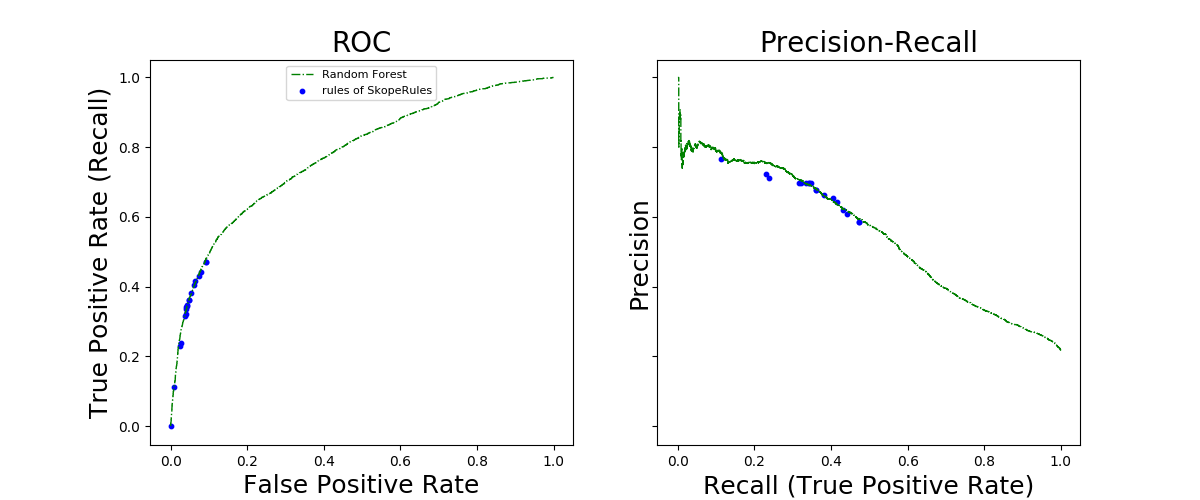 ROC
Random Forest
rules of SkopeRules
True Positive Rate (Recall)
1.0
0.8
0.6
0.4
0.2
0.0
0.0 0.2 0.4 0.6 0.8 1.0
False Positive Rate
Precision-Recall
Precision
0.0 0.2 0.4 0.6 0.8 1.0
Recall (True Positive Rate)